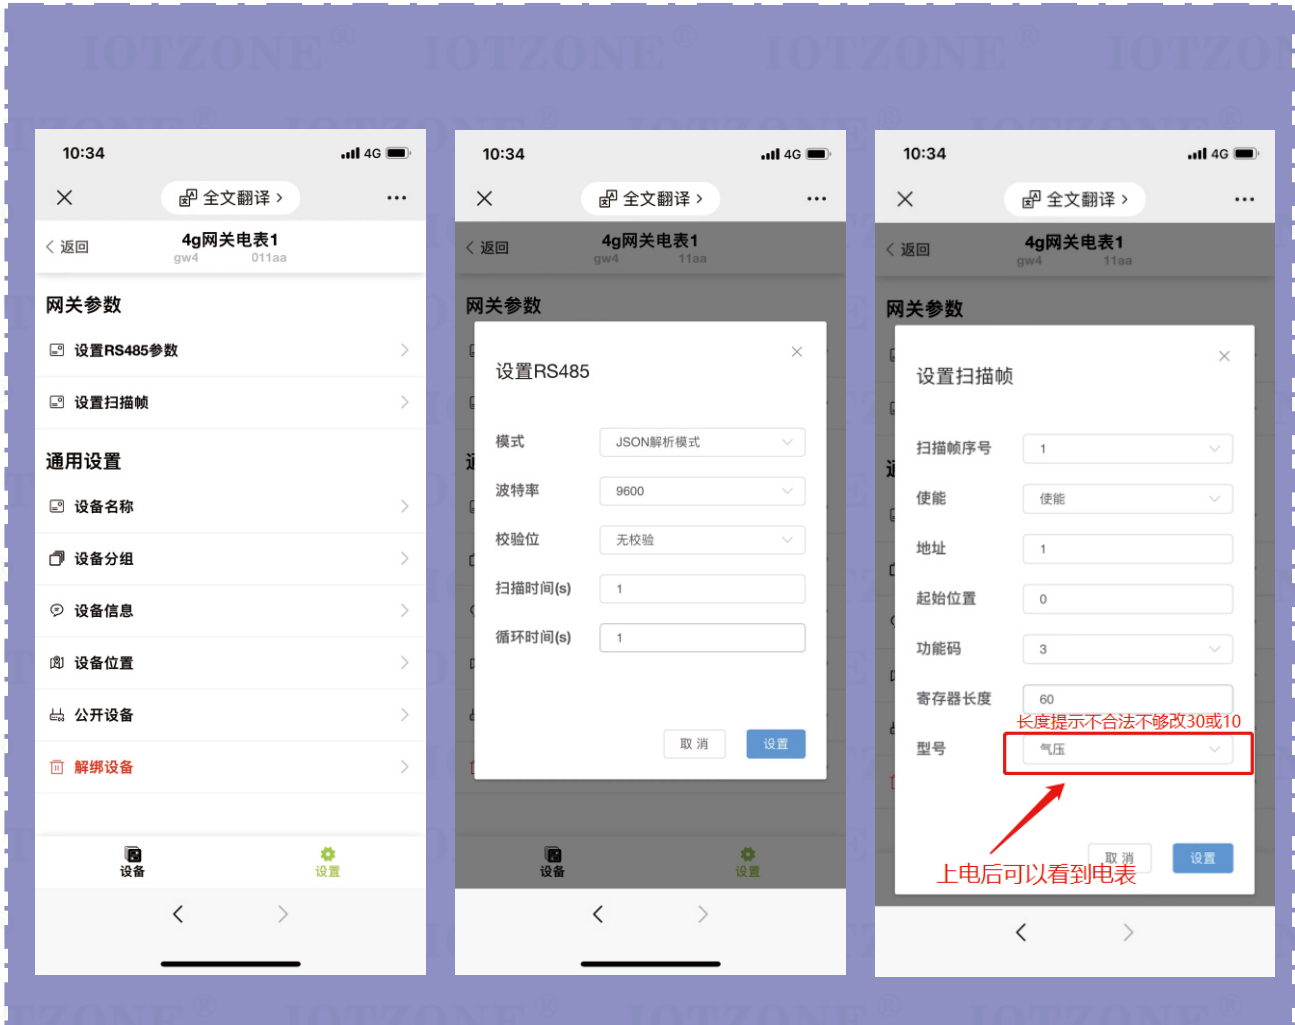 IOTZONE® IOTZONE® IOTZONE® IOTZO
10:34
4G
全文翻译
返回
4g网关电表1
gw4 011aa
网关参数
设置RS485参数
设置扫描帧
通用设置
设备名称
设备分组
设备信息
设备位置
公开设备
解绑设备
设备
设置
10:34
4G
全文翻译
返回
4g网关电表1
gw4 11aa
网关参数
设置RS485
模式 JSON解析模式
波特率 9600
校验位 无校验
扫描时间(s) 1
循环时间(s) 1
取消 设置
设备
设置
10:34
4G
全文翻译
返回
4g网关电表1
gw4 11aa
网关参数
设置扫描帧
扫描帧序号 1
使能 使能
地址 1
起始位置 0
功能码 3
寄存器长度 60
长度提示不合法不够改30或10
型号 气压
取消 设置
上电后可以看到电表